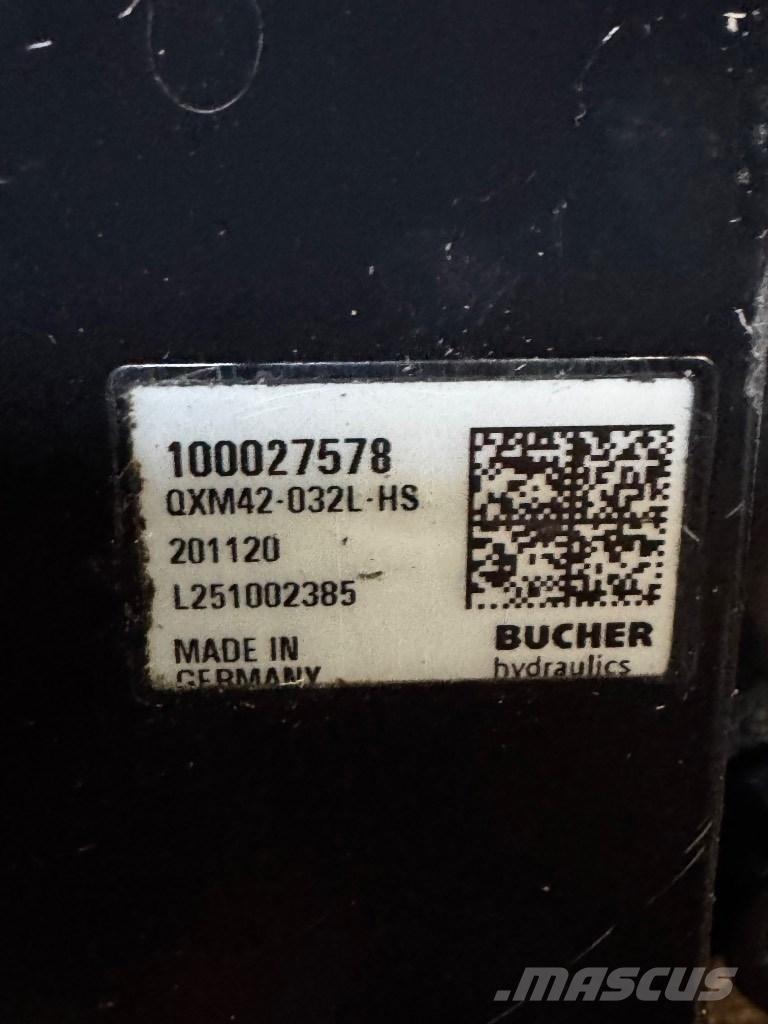 100027578
QXM42-032L-HS
201120
L251002385
MADE IN
GERMANY
BUCHER
hydraulics
MASCUS